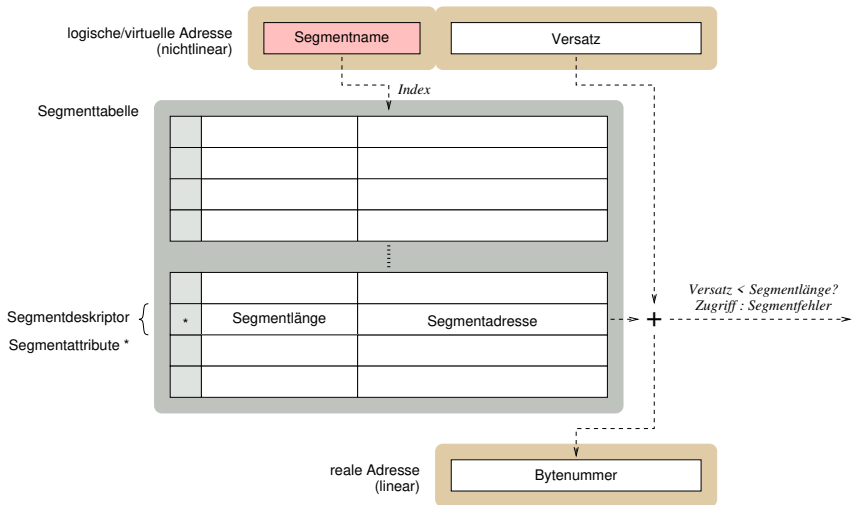 logische/virtuelle Adresse
(nichtlinear)
Segmentname
Versatz
Index
Segmenttabelle
Segmentdeskriptor
*
Segmentlänge
Segmentadresse
+
Versatz < Segmentlänge?
Zugriff : Segmentfehler
Segmentattribute *
reale Adresse
(linear)
Bytenummer